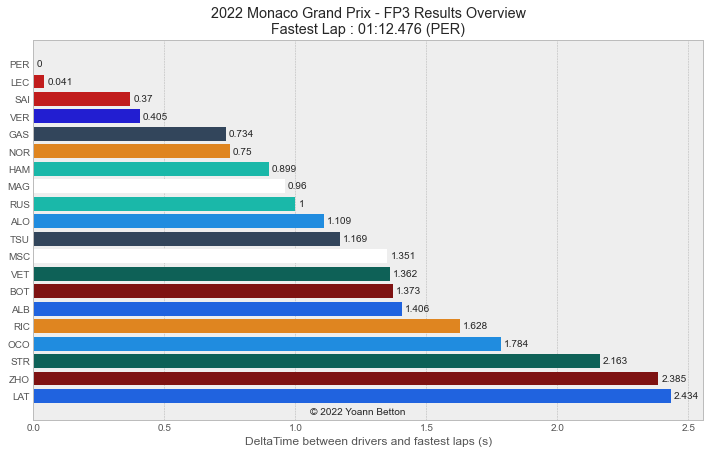 2022 Monaco Grand Prix - FP3 Results Overview
Fastest Lap : 01:12.476 (PER)
PER 0
LEC 0.041
SAI 0.37
VER 0.405
GAS 0.734
NOR 0.75
HAM 0.899
MAG 0.96
RUS 1
ALO 1.109
TSU 1.169
MSC 1.351
VET 1.362
BOT 1.373
ALB 1.406
RIC 1.628
OCO 1.784
STR 2.163
ZHO 2.385
LAT 2.434
© 2022 Yoann Betton
0.0 0.5 1.0 1.5 2.0 2.5
DeltaTime between drivers and fastest laps (s)